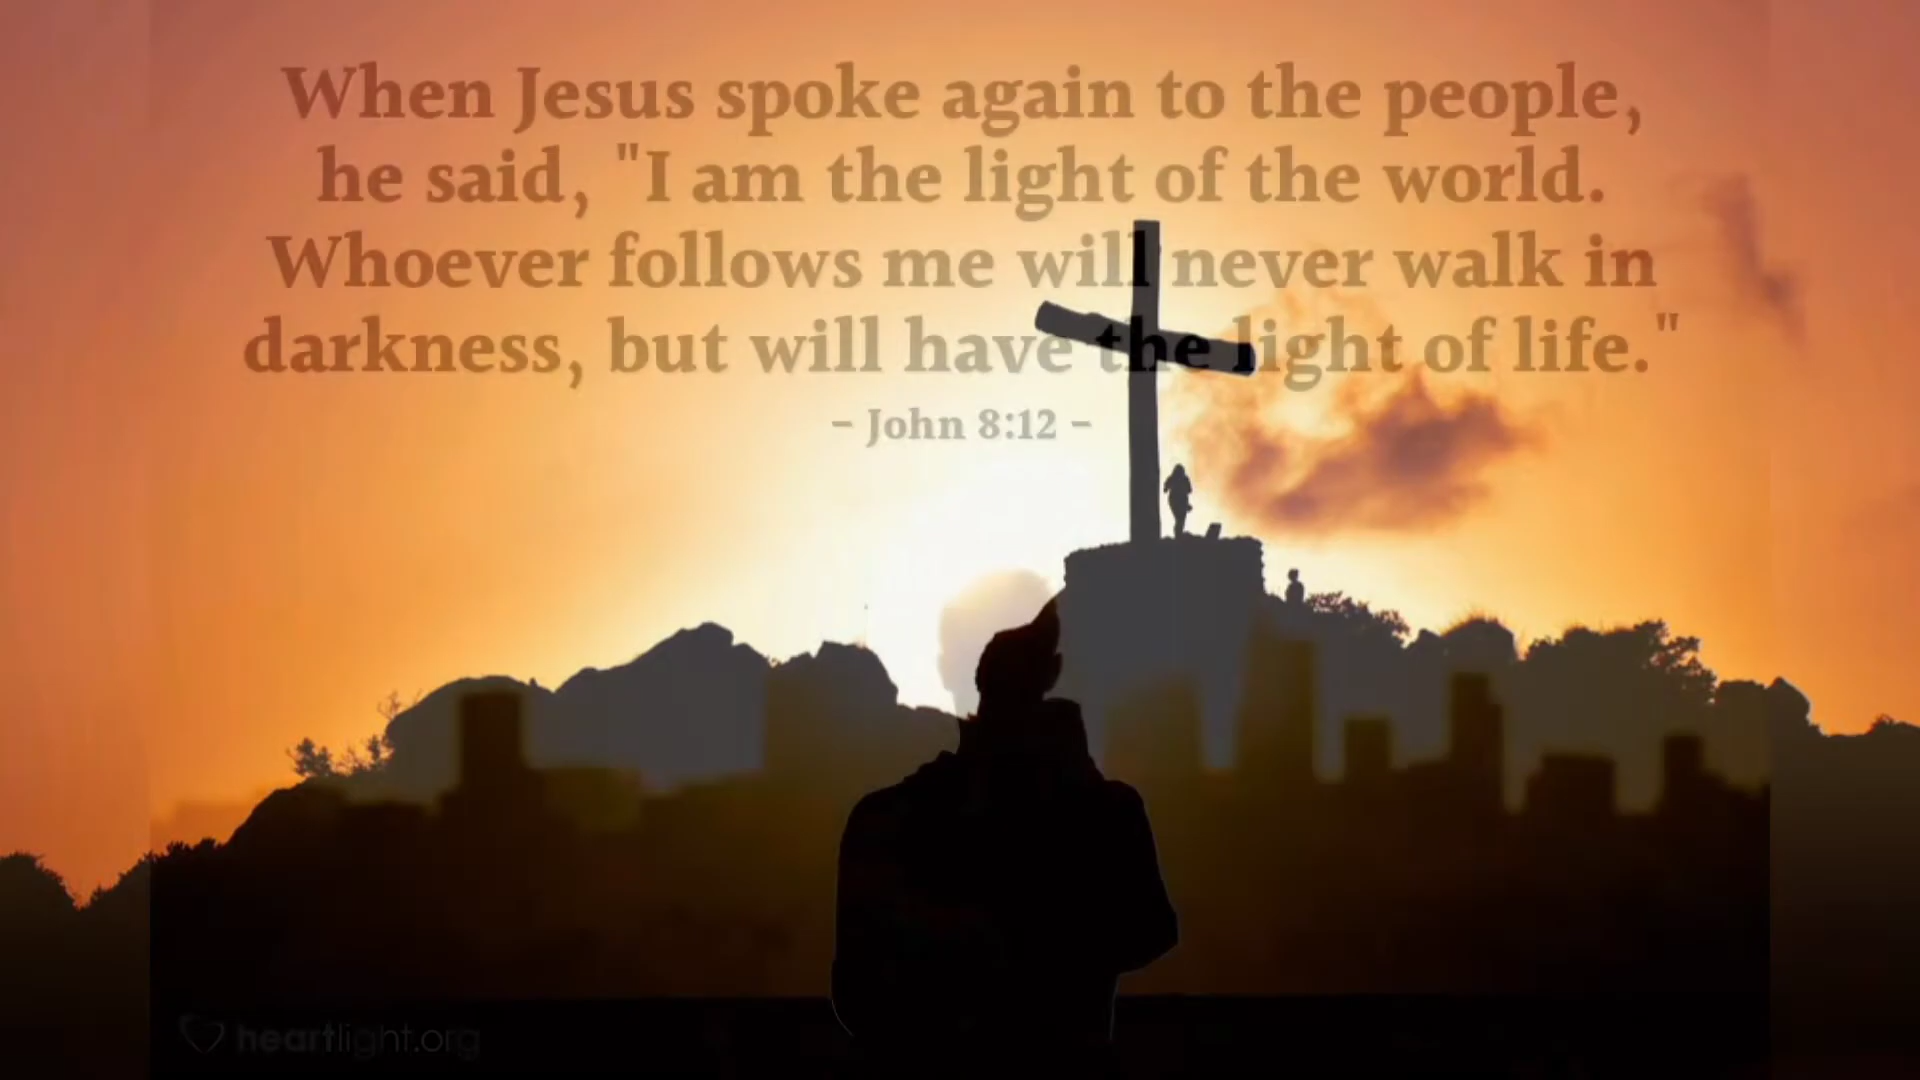 When Jesus spoke again to the people,
he said, "I am the light of the world.
Whoever follows me will never walk in
darkness, but will have the light of life."
– John 8:12 –
heartlight.org